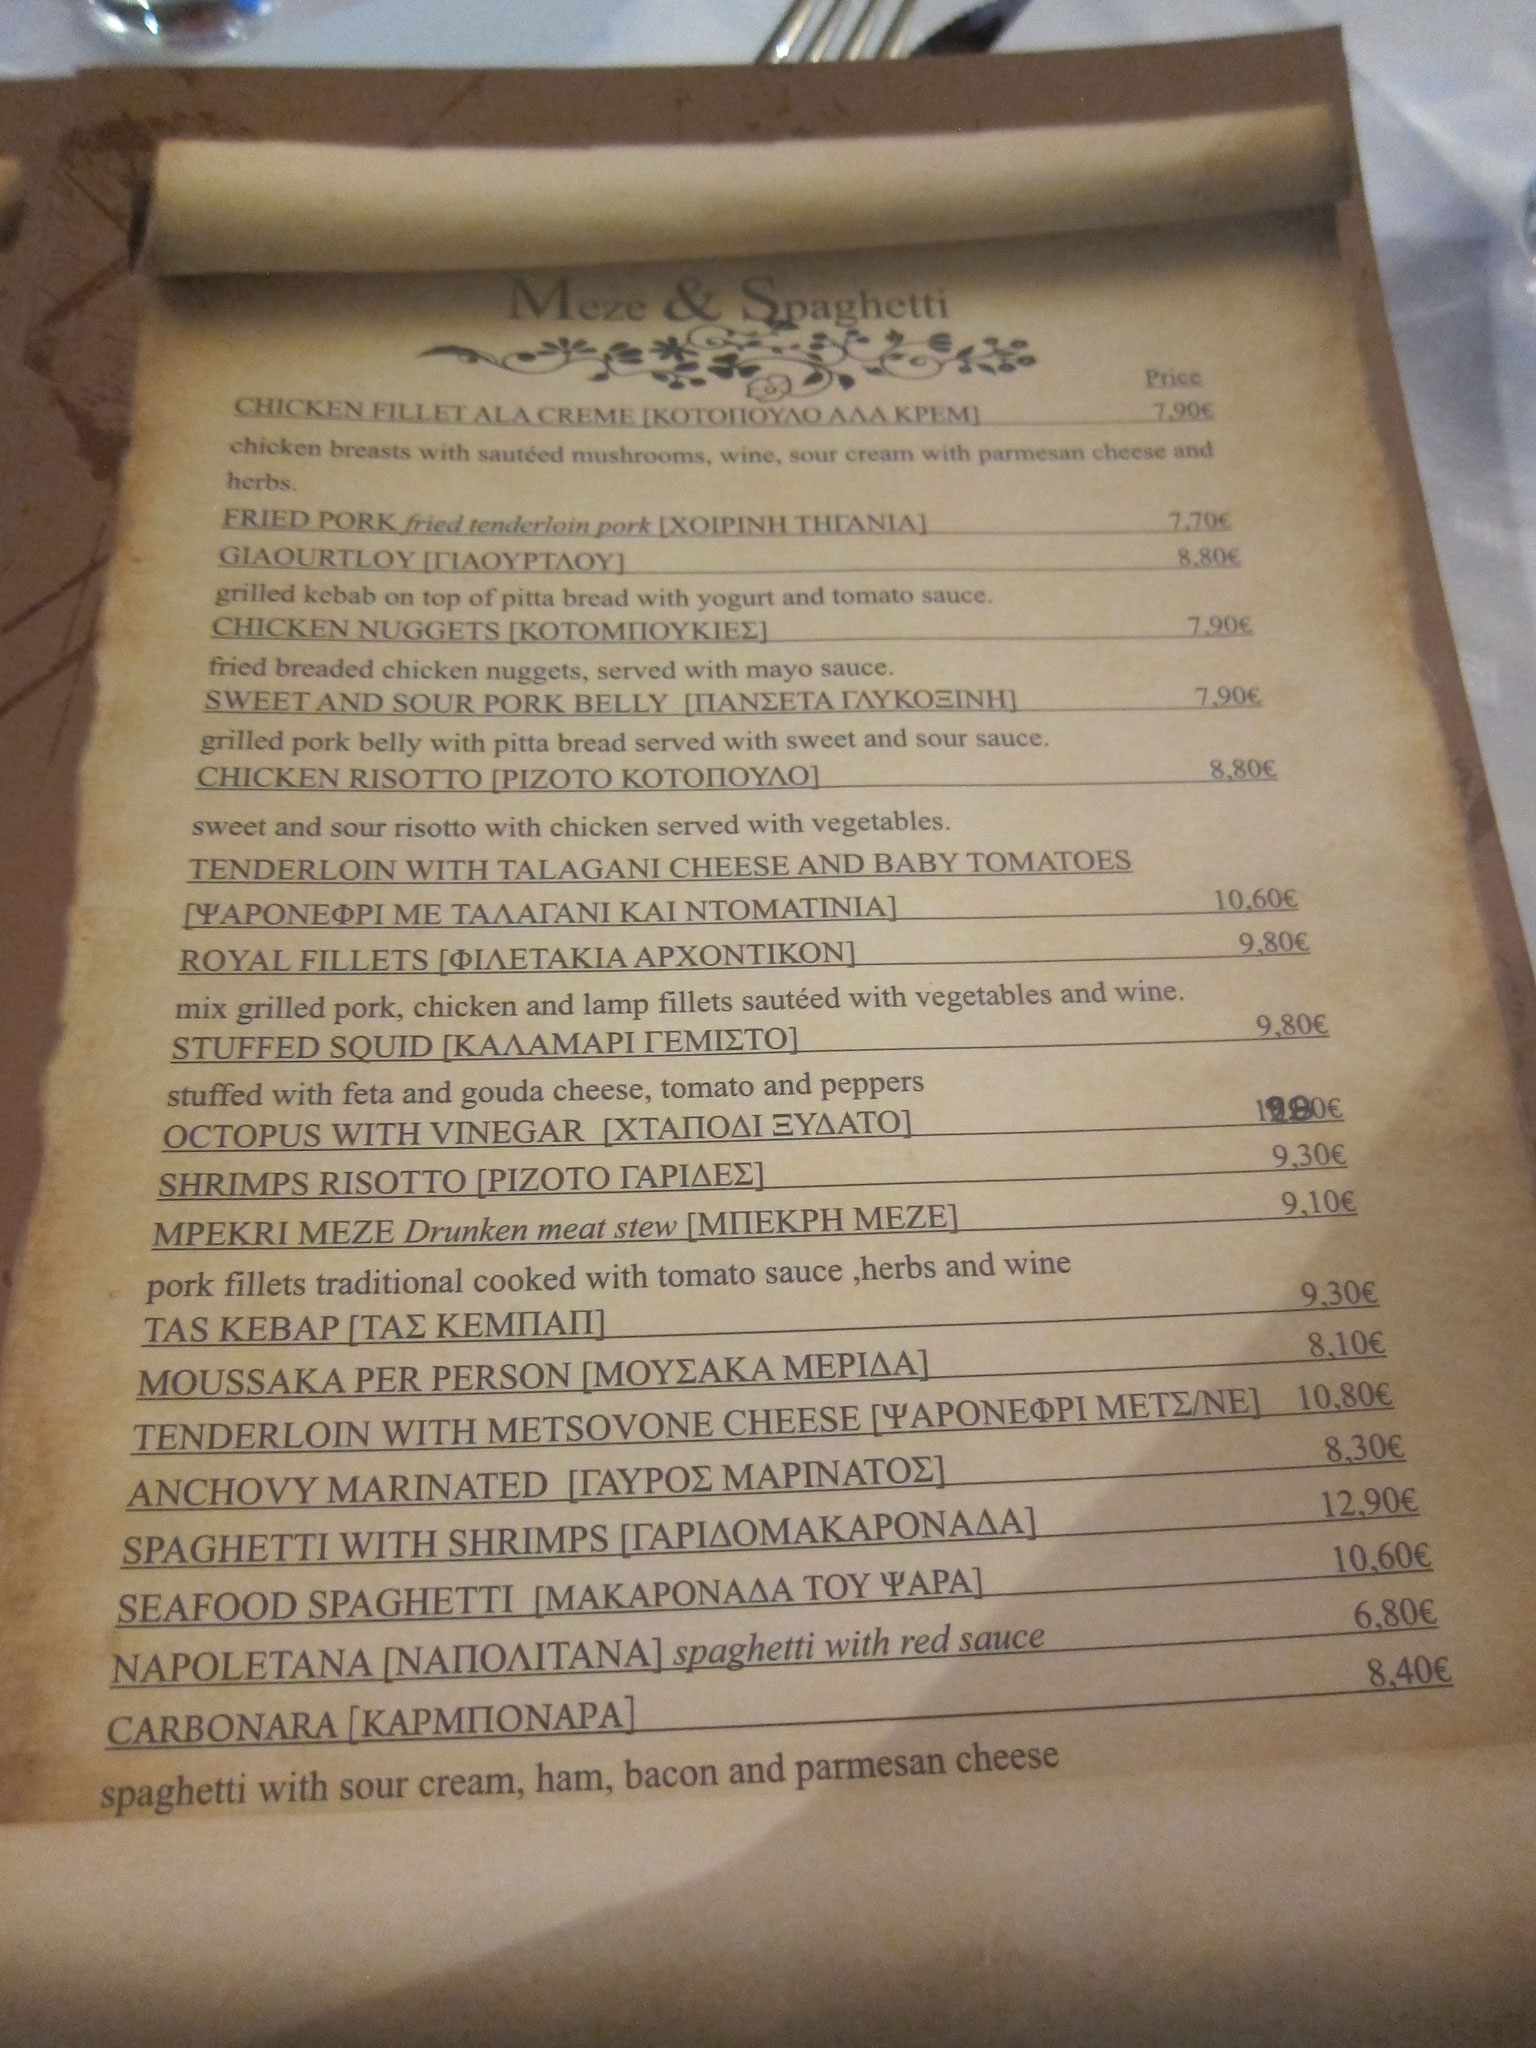 Meze & Spaghetti
Price
CHICKEN FILLET ALA CREME [ΚΟΤΟΠΟΥΛΟ ΑΛΑ ΚΡΕΜ] 7,90€
chicken breasts with sautéed mushrooms, wine, sour cream with parmesan cheese and
herbs.
FRIED PORK fried tenderloin pork [ΧΟΙΡΙΝΗ ΤΗΓΑΝΙΑ] 7,70€
GIAOURTLOY [ΓΙΑΟΥΡΤΛΟΥ] 8,80€
grilled kebab on top of pitta bread with yogurt and tomato sauce.
CHICKEN NUGGETS [ΚΟΤΟΜΠΟΥΚΙΕΣ] 7,90€
fried breaded chicken nuggets, served with mayo sauce.
SWEET AND SOUR PORK BELLY [ΠΑΝΣΕΤΑ ΓΛΥΚΟΞΙΝΗ] 7,90€
grilled pork belly with pitta bread served with sweet and sour sauce.
CHICKEN RISOTTO [ΡΙΖΟΤΟ ΚΟΤΟΠΟΥΛΟ] 8,80€
sweet and sour risotto with chicken served with vegetables.
TENDERLOIN WITH TALAGANI CHEESE AND BABY TOMATOES
[ΨΑΡΟΝΕΦΡΙ ΜΕ ΤΑΛΑΓΑΝΙ ΚΑΙ ΝΤΟΜΑΤΙΝΙΑ] 10,60€
ROYAL FILLETS [ΦΙΛΕΤΑΚΙΑ ΑΡΧΟΝΤΙΚΟΝ] 9,80€
mix grilled pork, chicken and lamp fillets sautéed with vegetables and wine.
STUFFED SQUID [ΚΑΛΑΜΑΡΙ ΓΕΜΙΣΤΟ] 9,80€
stuffed with feta and gouda cheese, tomato and peppers
OCTOPUS WITH VINEGAR [ΧΤΑΠΟΔΙ ΞΥΔΑΤΟ]
SHRIMPS RISOTTO [ΡΙΖΟΤΟ ΓΑΡΙΔΕΣ] 9,30€
MPEKRI MEZE Drunken meat stew [ΜΠΕΚΡΗ ΜΕΖΕ] 9,10€
pork fillets traditional cooked with tomato sauce ,herbs and wine
TAS KEBAP [ΤΑΣ ΚΕΜΠΑΠ] 9,30€
MOUSSAKA PER PERSON [ΜΟΥΣΑΚΑ ΜΕΡΙΔΑ] 8,10€
TENDERLOIN WITH METSOVONE CHEESE [ΨΑΡΟΝΕΦΡΙ ΜΕΤΣ/ΝΕ] 10,80€
ANCHOVY MARINATED [ΓΑΥΡΟΣ ΜΑΡΙΝΑΤΟΣ] 8,30€
SPAGHETTI WITH SHRIMPS [ΓΑΡΙΔΟΜΑΚΑΡΟΝΑΔΑ] 12,90€
SEAFOOD SPAGHETTI [ΜΑΚΑΡΟΝΑΔΑ ΤΟΥ ΨΑΡΑ] 10,60€
NAPOLETANA [ΝΑΠΟΛΙΤΑΝΑ] spaghetti with red sauce 6,80€
CARBONARA [ΚΑΡΜΠΟΝΑΡΑ] 8,40€
spaghetti with sour cream, ham, bacon and parmesan cheese